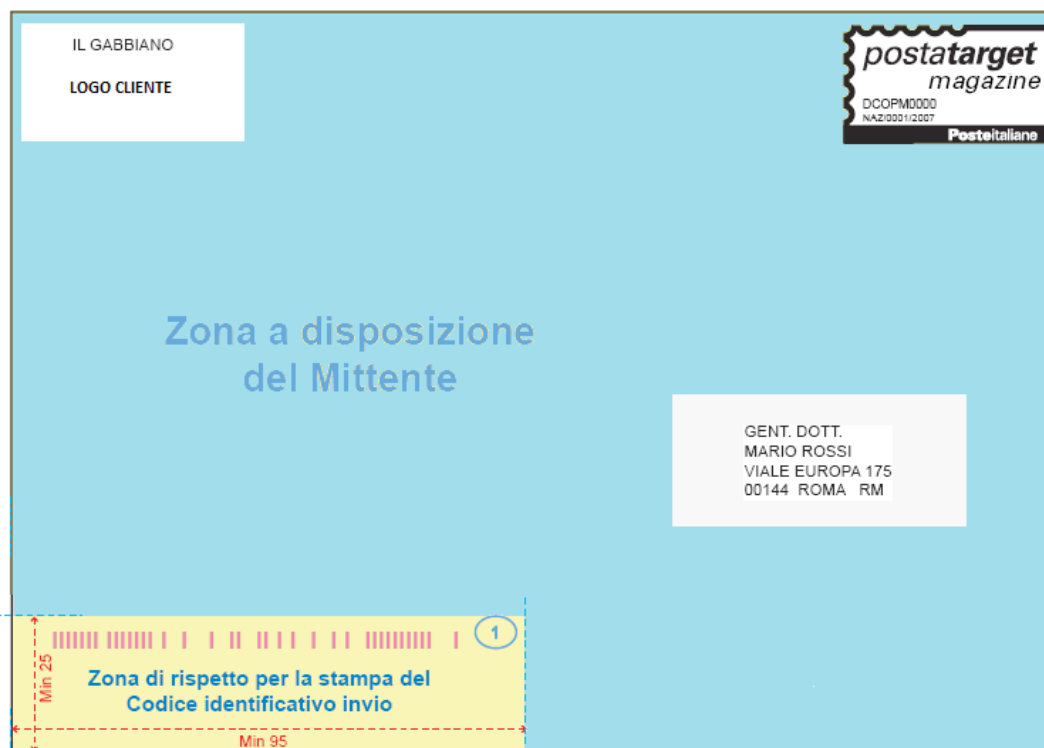 IL GABBIANO
LOGO CLIENTE
postatarget
magazine
DCOPM0000
NAZ/0001/2007
Posteitaliane
Zona a disposizione
del Mittente
GENT. DOTT.
MARIO ROSSI
VIALE EUROPA 175
00144 ROMA RM
1
Min 25
Zona di rispetto per la stampa del
Codice identificativo invio
Min 95